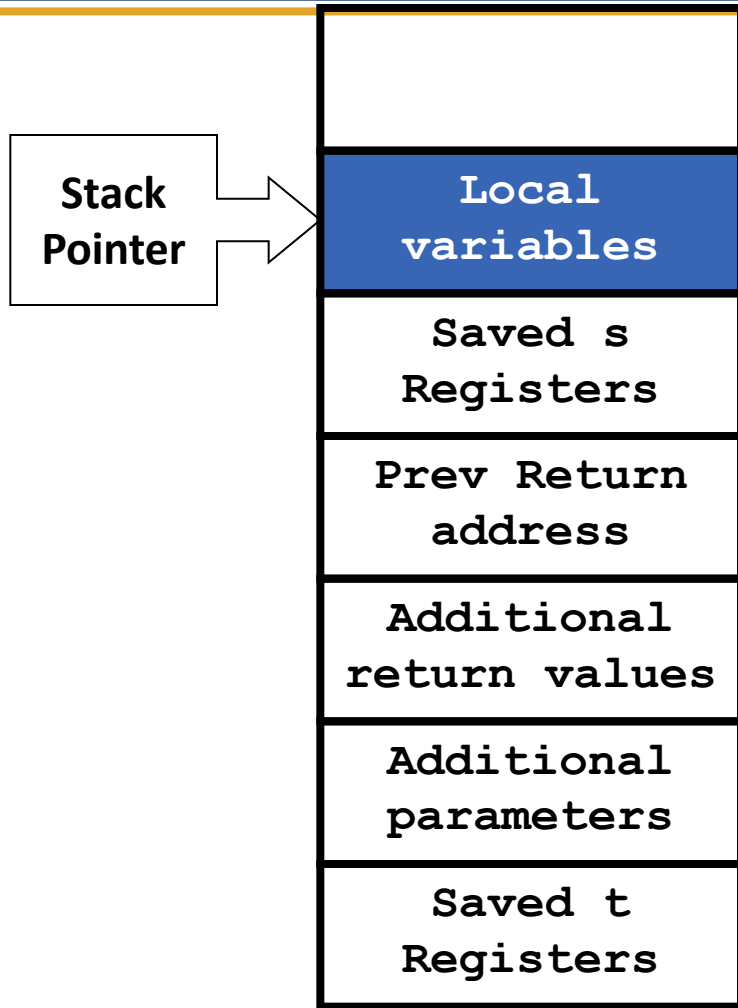 Stack
Pointer
Local
variables
Saved s
Registers
Prev Return
address
Additional
return values
Additional
parameters
Saved t
Registers